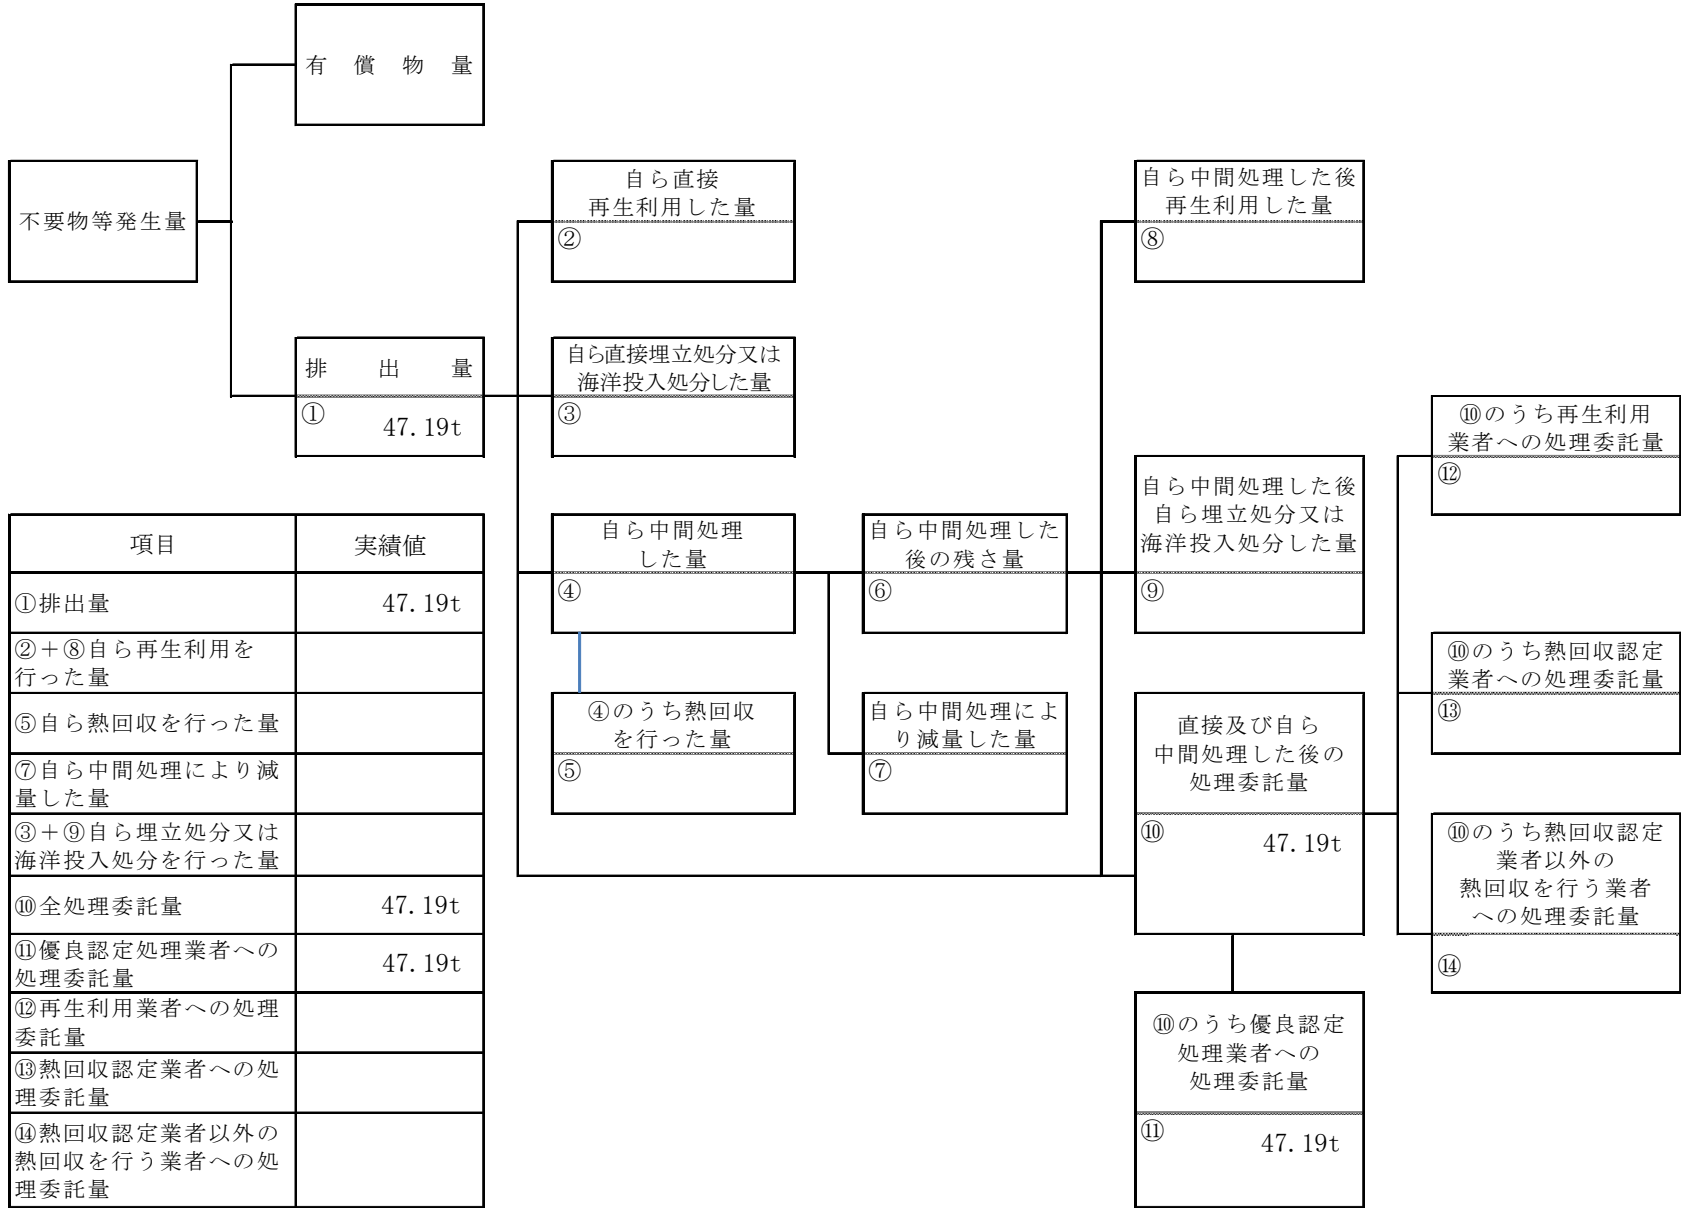 有償物量
不要物等発生量
排出量
① 47.19t
自ら直接
再生利用した量
②
自ら直接埋立処分又は
海洋投入処分した量
③
自ら中間処理
した量
④
④のうち熱回収
を行った量
⑤
自ら中間処理した
後の残さ量
⑥
自ら中間処理によ
り減量した量
⑦
自ら中間処理した後
再生利用した量
⑧
自ら中間処理した後
自ら埋立処分又は
海洋投入処分した量
⑨
直接及び自ら
中間処理した後の
処理委託量
⑩ 47.19t
⑩のうち優良認定
処理業者への
処理委託量
⑪ 47.19t
⑩のうち再生利用
業者への処理委託量
⑫
⑩のうち熱回収認定
業者への処理委託量
⑬
⑩のうち熱回収認定
業者以外の
熱回収を行う業者
への処理委託量
⑭
項目 実績値
①排出量 47.19t
②+⑧自ら再生利用を
行った量
⑤自ら熱回収を行った量
⑦自ら中間処理により減
量した量
③+⑨自ら埋立処分又は
海洋投入処分を行った量
⑩全処理委託量 47.19t
⑪優良認定処理業者への
処理委託量 47.19t
⑫再生利用業者への処理
委託量
⑬熱回収認定業者への処
理委託量
⑭熱回収認定業者以外の
熱回収を行う業者への処
理委託量